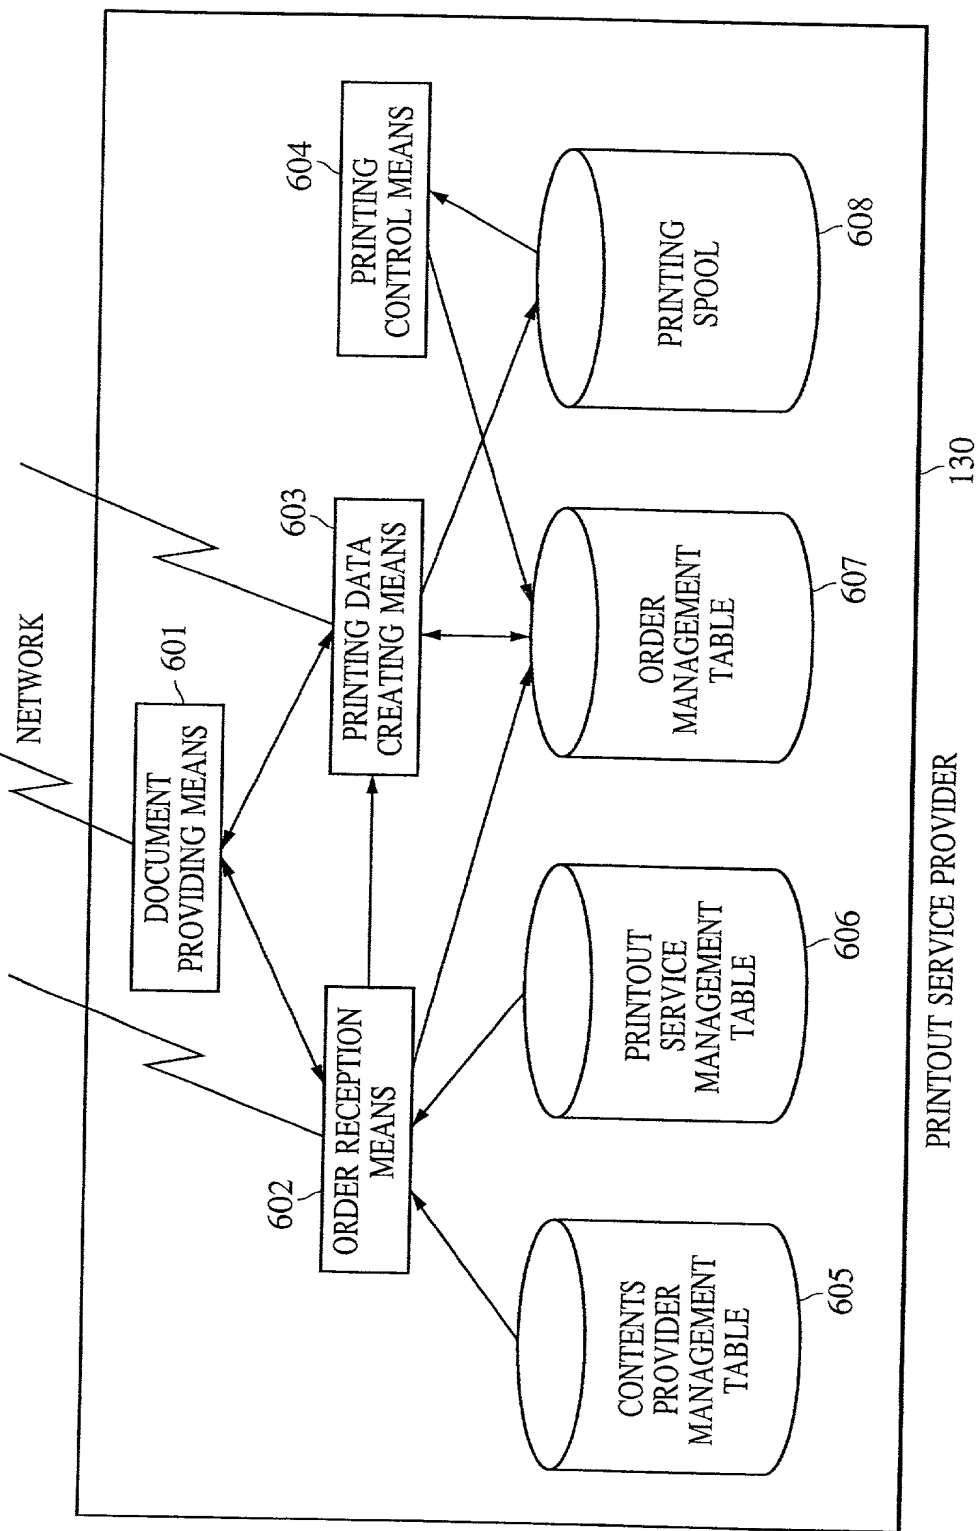 NETWORK
601
DOCUMENT
PROVIDING MEANS
602
ORDER RECEPTION
MEANS
603
PRINTING DATA
CREATING MEANS
604
PRINTING
CONTROL MEANS
CONTENTS
PROVIDER
MANAGEMENT
TABLE
605
PRINTOUT
SERVICE
MANAGEMENT
TABLE
606
ORDER
MANAGEMENT
TABLE
607
PRINTING
SPOOL
608
130
PRINTOUT SERVICE PROVIDER